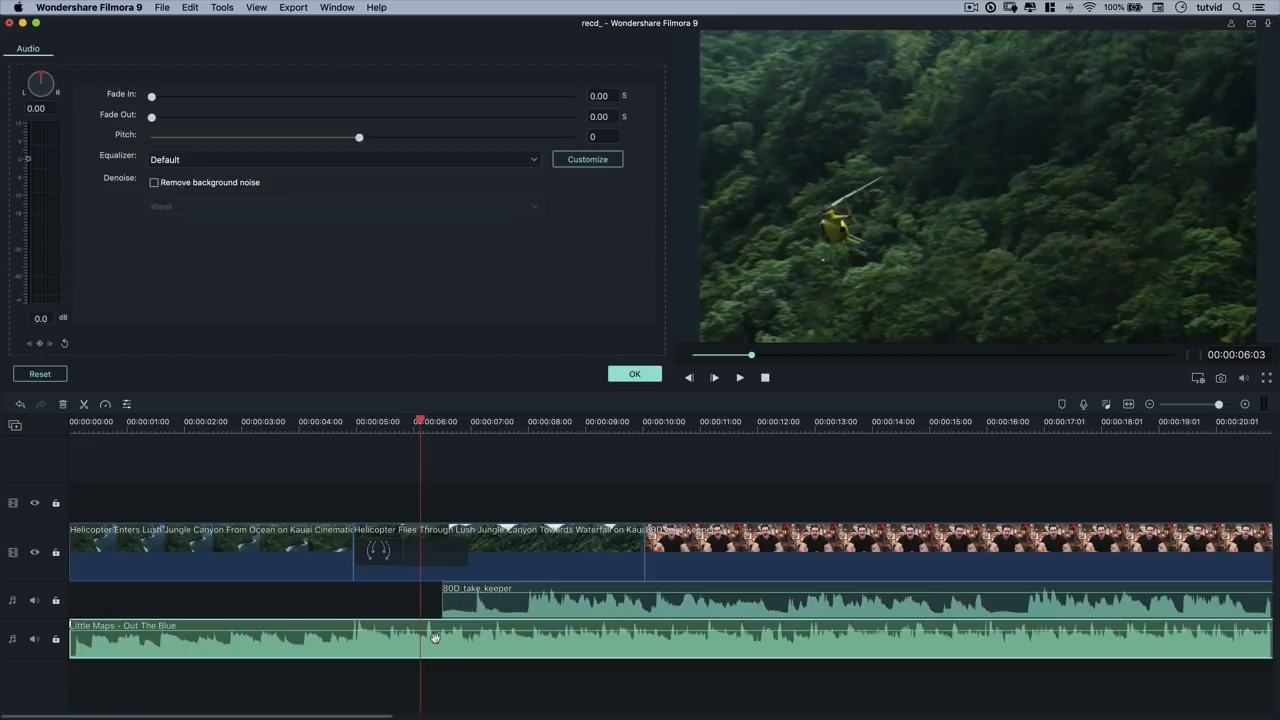 Wondershare Filmora 9 File Edit Tools View Export Window Help 100% tutvid
recd_ - Wondershare Filmora 9
Audio
L R
0.00
Fade In: 0.00 S
Fade Out: 0.00 S
Pitch: 0
Equalizer: Default Customize
Denoise: Remove background noise
Weak
0.0 dB
Reset OK
00:00:06:03
00:00:00:00 00:00:01:00 00:00:02:00 00:00:03:00 00:00:04:00 00:00:05:00 00:00:06:00 00:00:07:00 00:00:08:00 00:00:09:00 00:00:10:00 00:00:11:00 00:00:12:00 00:00:13:00 00:00:14:00 00:00:15:00 00:00:16:00 00:00:17:01 00:00:18:01 00:00:19:01 00:00:20:01
Helicopter Enters Lush Jungle Canyon From Ocean on Kauai Cinematic Helicopter Flies Through Lush Jungle Canyon Towards Waterfall on Kaua
80D_take_keeper
Little Maps - Out The Blue